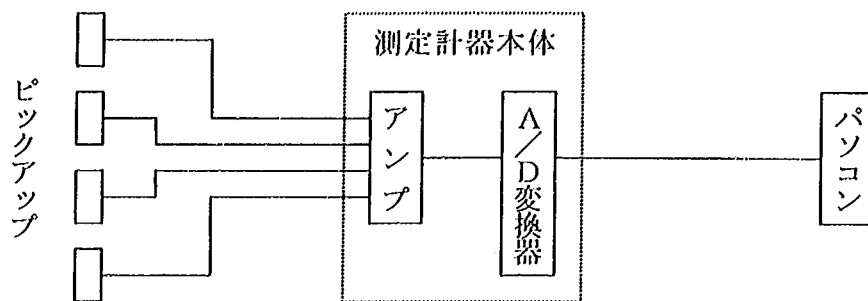 ピックアップ
測定計器本体
アンプ
A/D変換器
パソコン